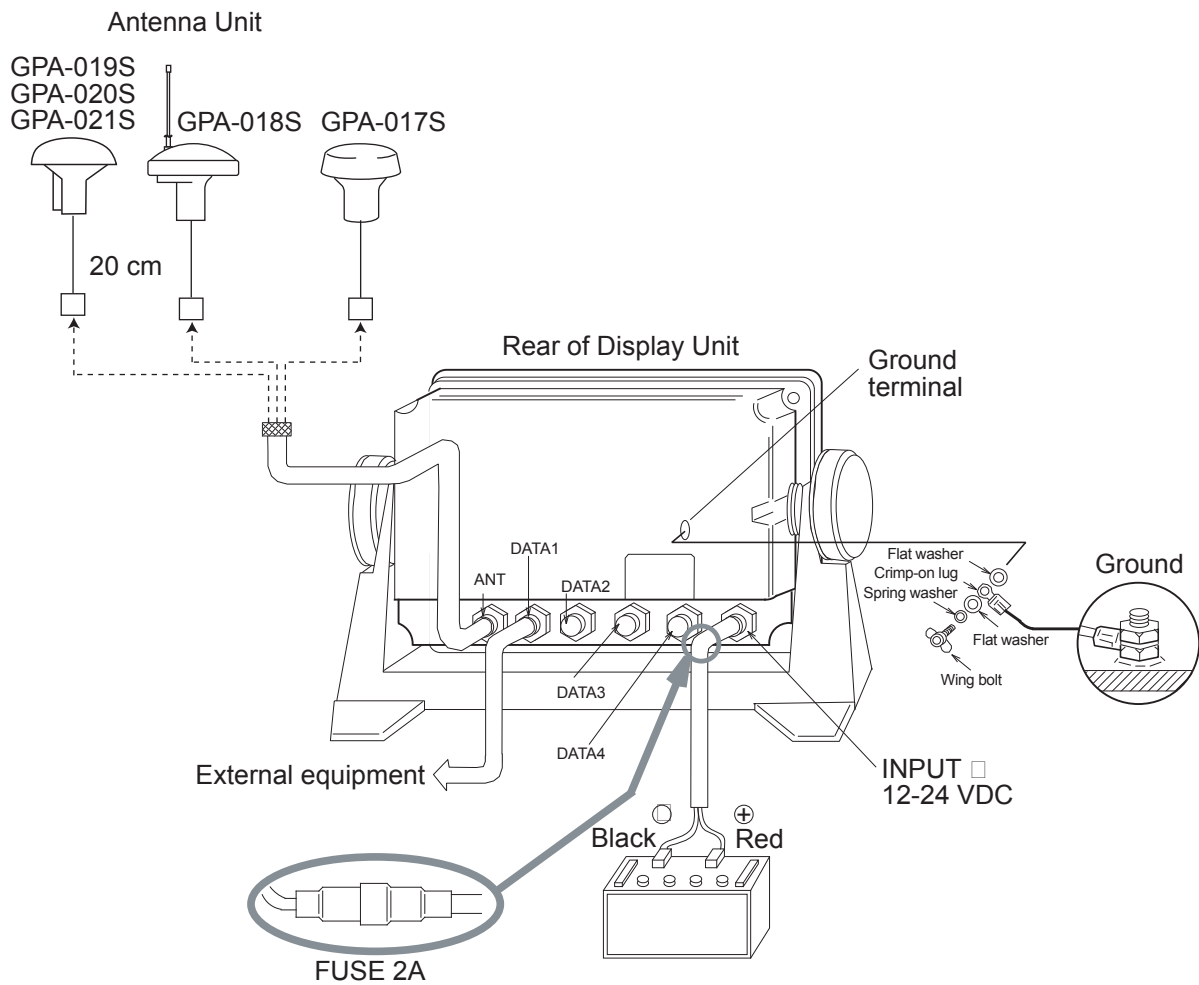 Antenna Unit
GPA-019S
GPA-020S
GPA-021S
GPA-018S
GPA-017S
20 cm
Rear of Display Unit
Ground
terminal
DATA1
ANT
DATA2
Flat washer
Crimp-on lug
Spring washer
Flat washer
Wing bolt
Ground
DATA3
DATA4
External equipment
INPUT □
12-24 VDC
Black
⊕
Red
FUSE 2A